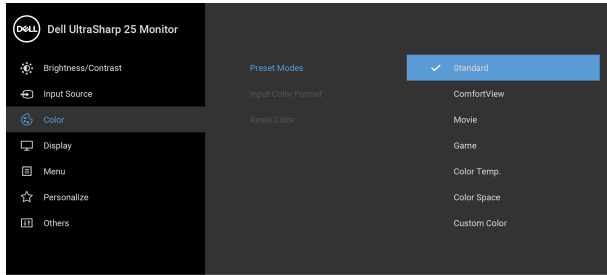 DELL
Dell UltraSharp 25 Monitor
Brightness/Contrast
Input Source
Color
Display
Menu
Personalize
Others
Preset Modes
Input Color Format
Reset Color
Standard
ComfortView
Movie
Game
Color Temp.
Color Space
Custom Color